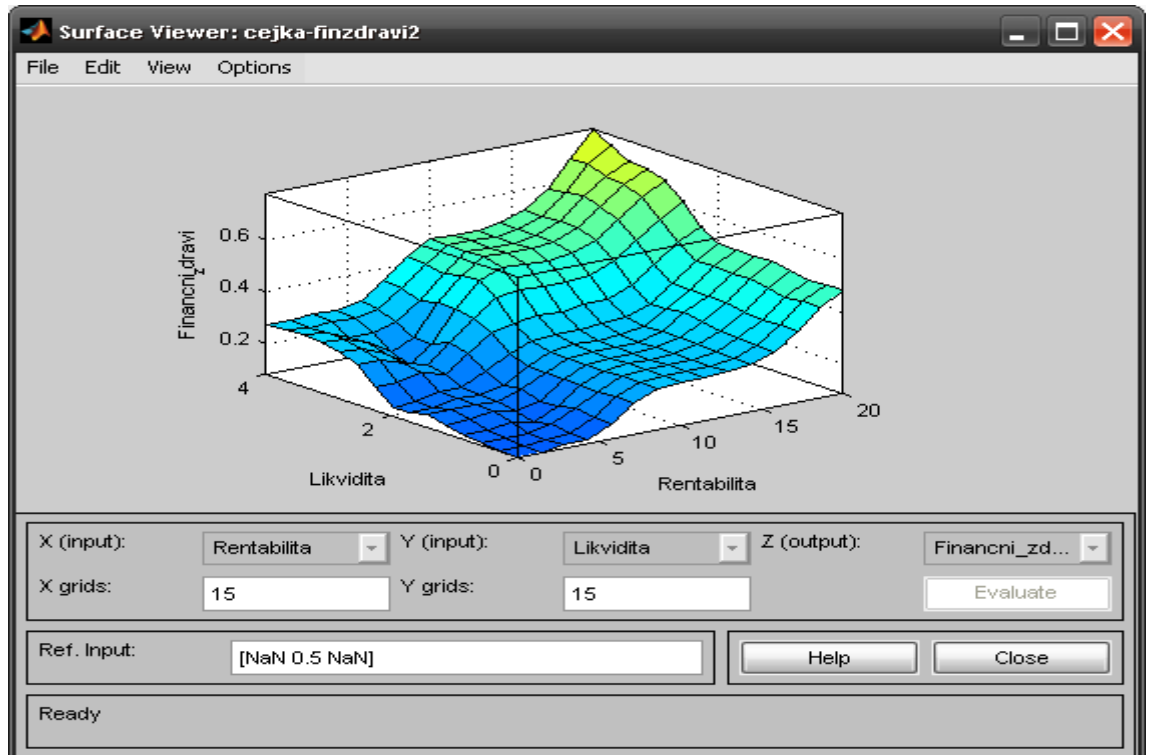 Surface Viewer: cejka-finzdravi2
File Edit View Options
0.6
0.4
0.2
Financni_zdravi
4
2
0
Likvidita
0
5
10
15
20
Rentabilita
X (input): Rentabilita Y (input): Likvidita Z (output): Financni_zd...
X grids: 15 Y grids: 15 Evaluate
Ref. Input: [NaN 0.5 NaN] Help Close
Ready